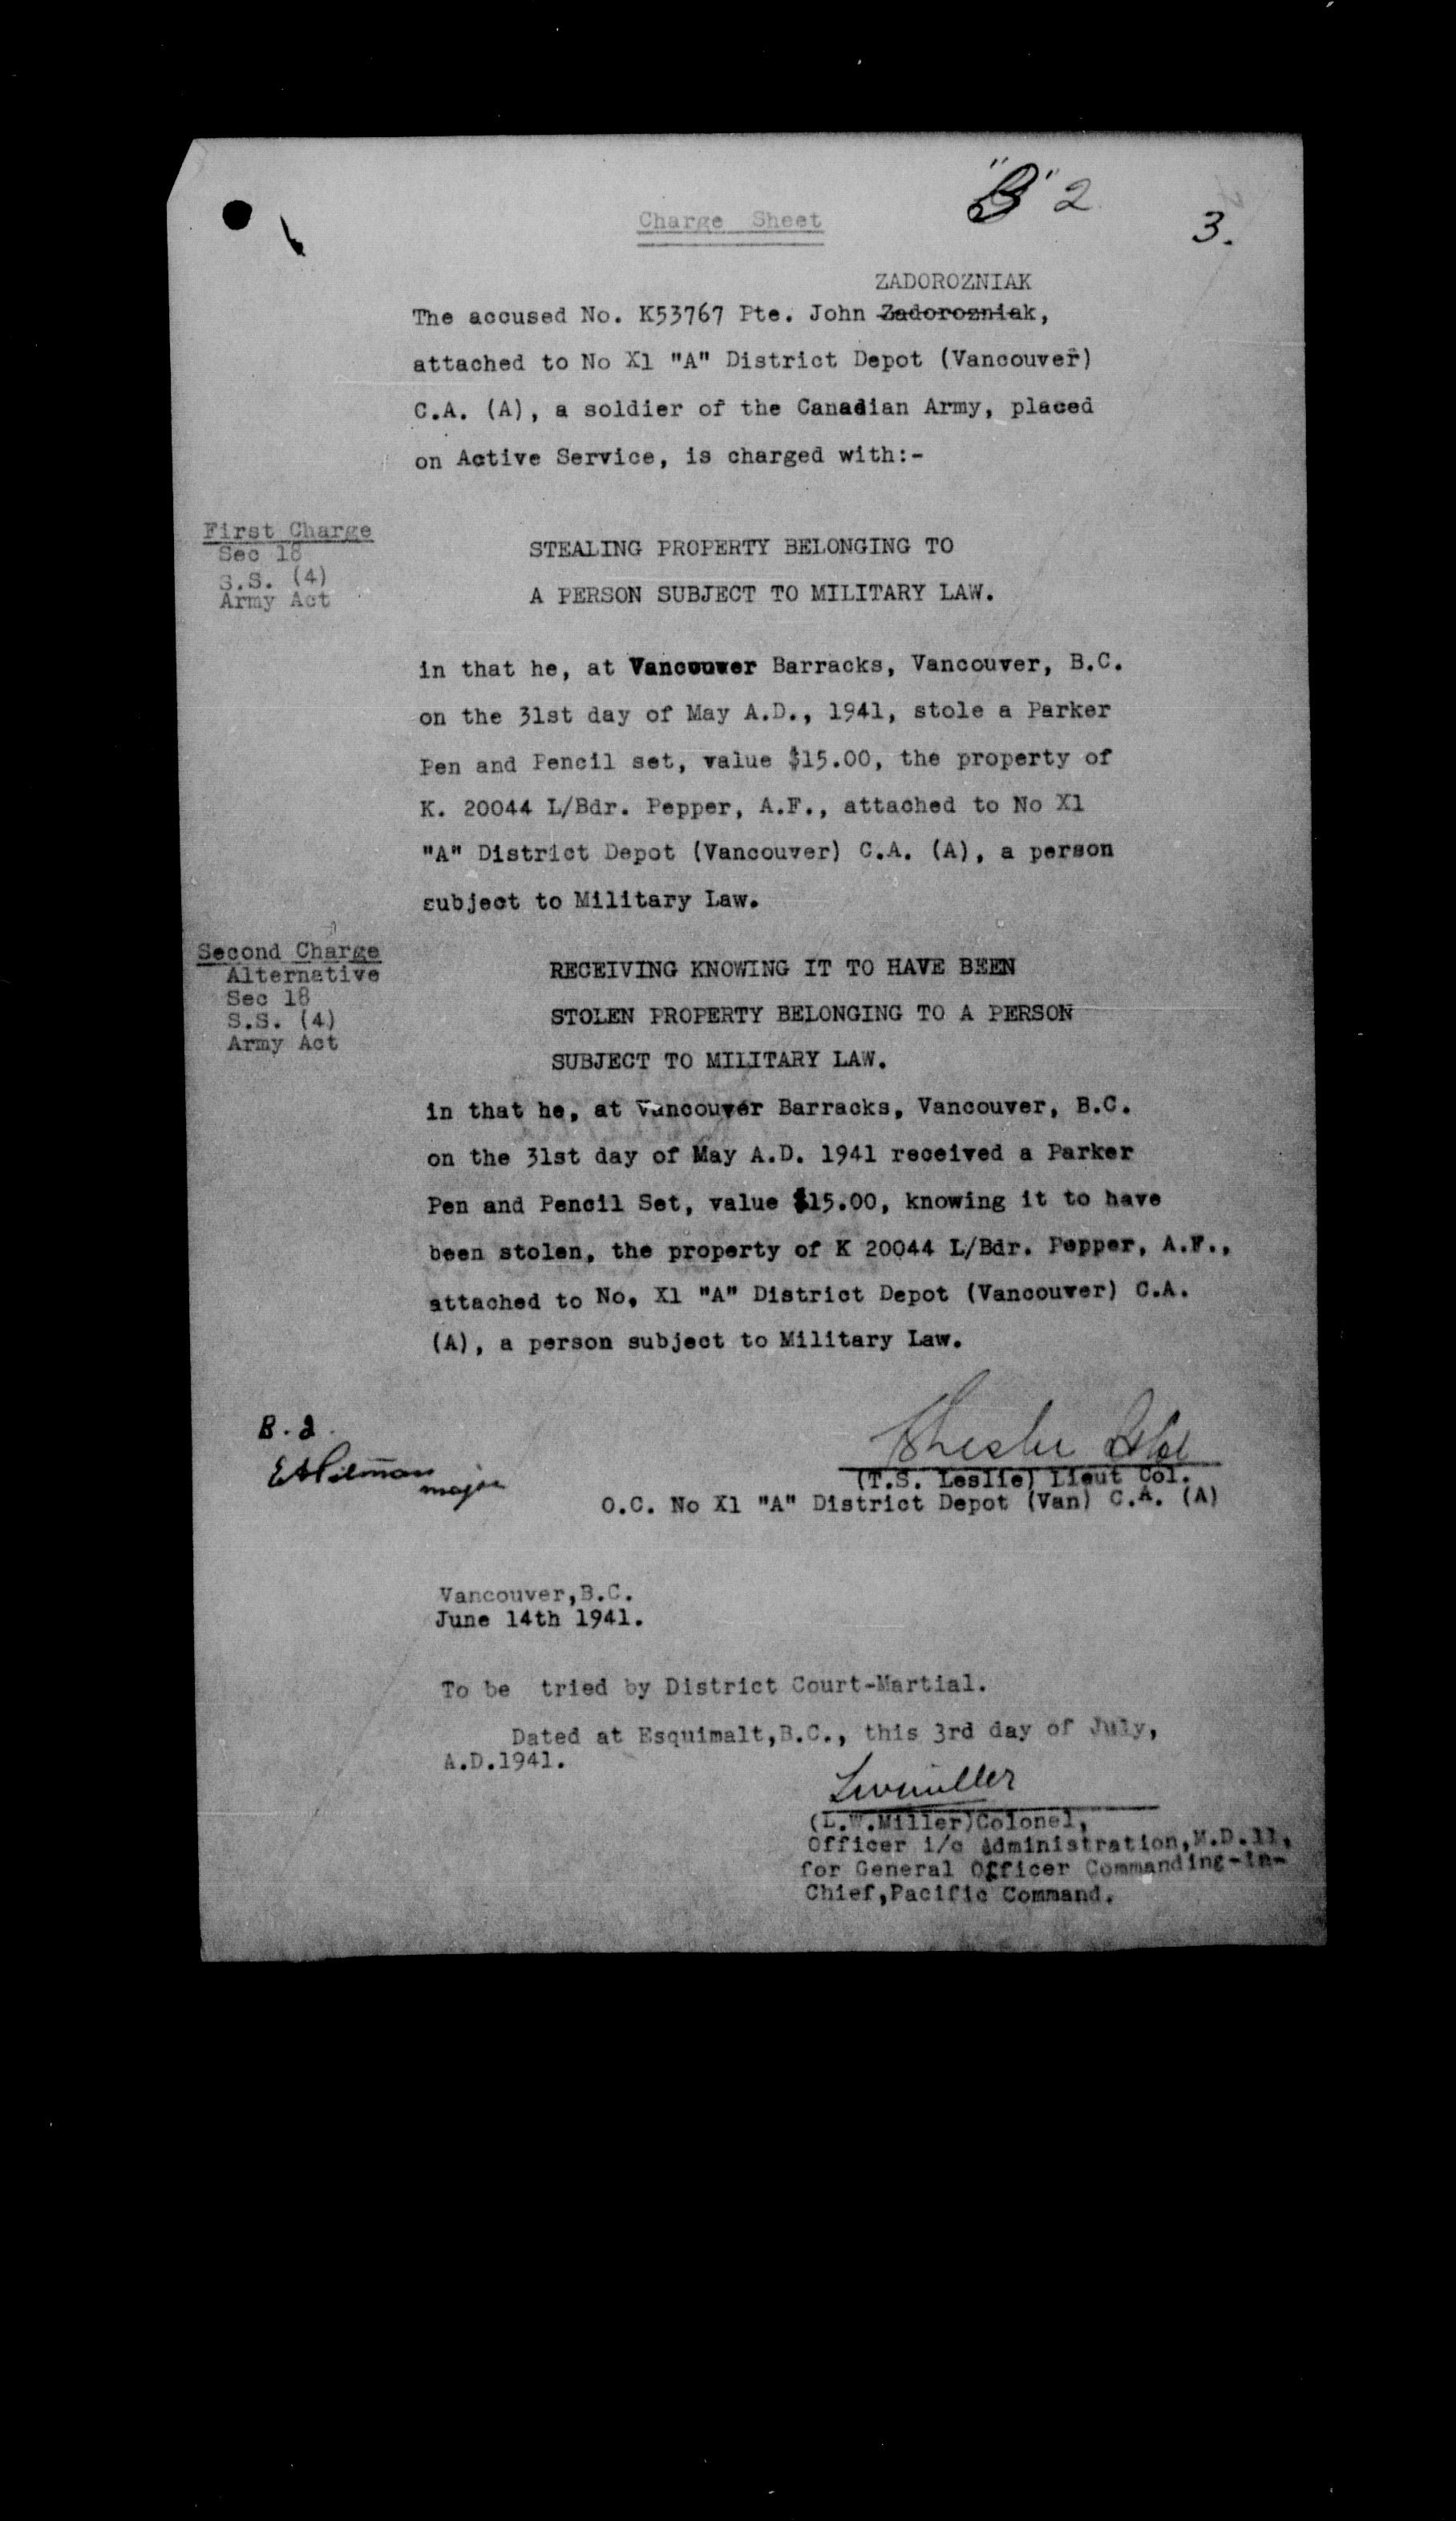 "B" 2
3.
Charge Sheet
ZADOROZNIAK
The accused No. K53767 Pte. John Zadorozniak,
attached to No X1 "A" District Depot (Vancouver)
C.A. (A), a soldier of the Canadian Army, placed
on Active Service, is charged with:-
First Charge
Sec 18
S.S. (4)
Army Act
STEALING PROPERTY BELONGING TO
A PERSON SUBJECT TO MILITARY LAW.
in that he, at Vancouver Barracks, Vancouver, B.C.
on the 31st day of May A.D., 1941, stole a Parker
Pen and Pencil set, value $15.00, the property of
K. 20044 L/Bdr. Pepper, A.F., attached to No X1
"A" District Depot (Vancouver) C.A. (A), a person
subject to Military Law.
Second Charge
Alternative
Sec 18
S.S. (4)
Army Act
RECEIVING KNOWING IT TO HAVE BEEN
STOLEN PROPERTY BELONGING TO A PERSON
SUBJECT TO MILITARY LAW.
in that he, at Vancouver Barracks, Vancouver, B.C.
on the 31st day of May A.D. 1941 received a Parker
Pen and Pencil Set, value $15.00, knowing it to have
been stolen, the property of K 20044 L/Bdr. Pepper, A.F.,
attached to No. X1 "A" District Depot (Vancouver) C.A.
(A), a person subject to Military Law.
B.2.
major
(T.S. Leslie) Lieut Col.
O.C. No X1 "A" District Depot (Van) C.A. (A)
Vancouver,B.C.
June 14th 1941.
To be tried by District Court-Martial.
Dated at Esquimalt,B.C., this 3rd day of July,
A.D.1941.
LWMiller
(L.W.Miller)Colonel,
Officer i/c Administration,M.D.11,
for General Officer Commanding-in-
Chief,Pacific Command.